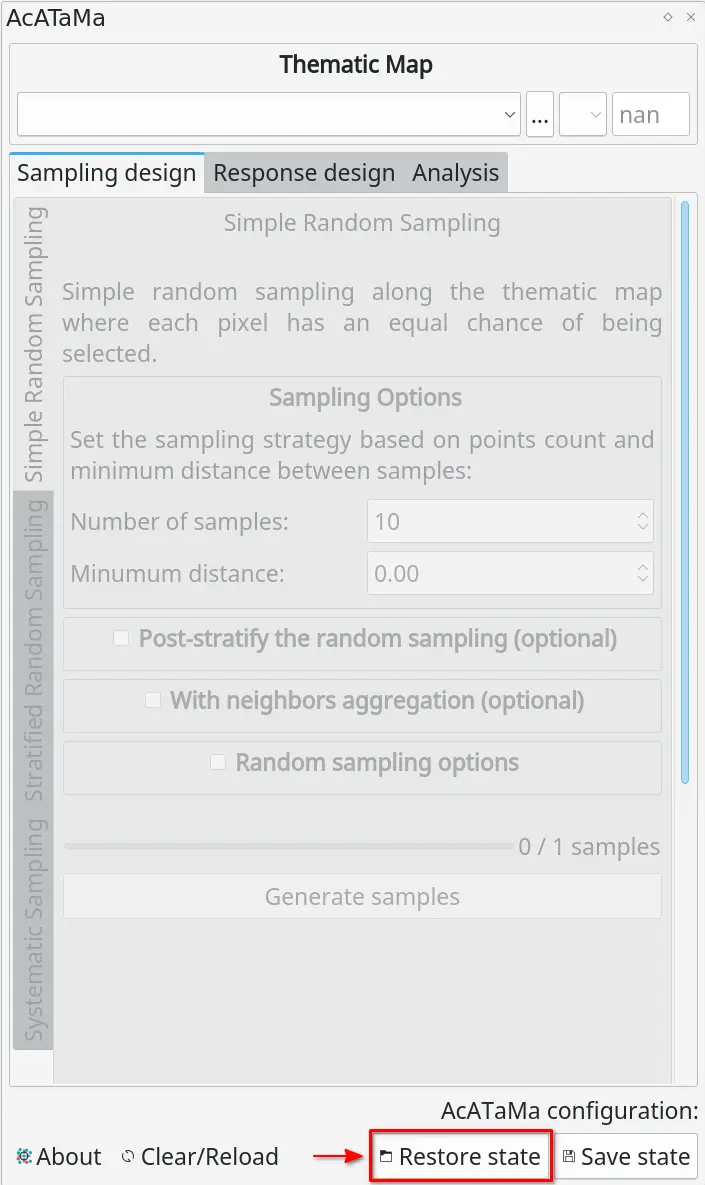 AcATaMa
Thematic Map
... nan
Sampling design Response design Analysis
Simple Random Sampling
Stratified Random Sampling
Systematic Sampling
Simple Random Sampling
Simple random sampling along the thematic map
where each pixel has an equal chance of being
selected.
Sampling Options
Set the sampling strategy based on points count and
minimum distance between samples:
Number of samples: 10
Minumum distance: 0.00
Post-stratify the random sampling (optional)
With neighbors aggregation (optional)
Random sampling options
0 / 1 samples
Generate samples
AcATaMa configuration:
About Clear/Reload Restore state Save state